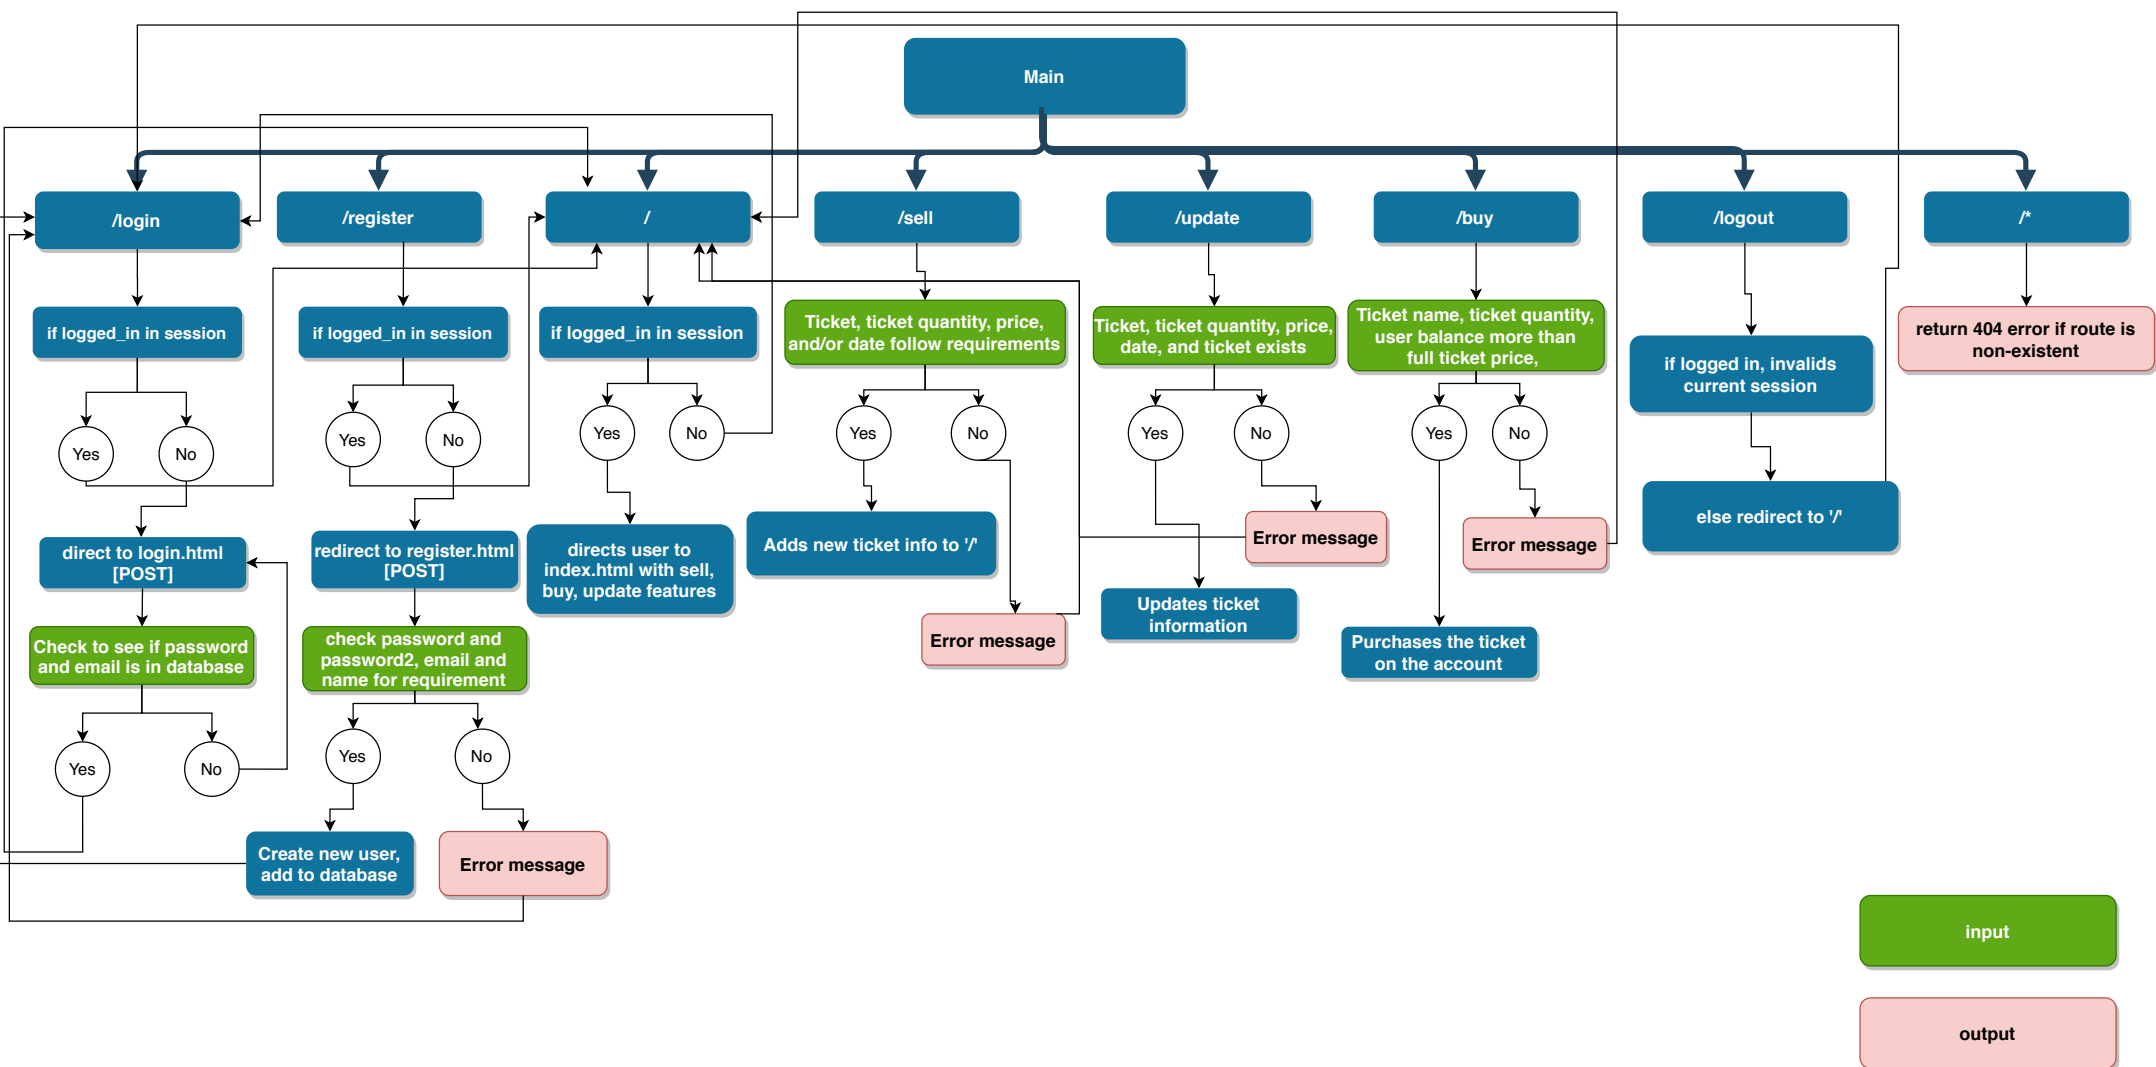 Main
/login
/register
/
/sell
/update
/buy
/logout
/*
if logged_in in session
if logged_in in session
if logged_in in session
Ticket, ticket quantity, price,
and/or date follow requirements
Ticket, ticket quantity, price,
date, and ticket exists
Ticket name, ticket quantity,
user balance more than
full ticket price,
if logged in, invalids
current session
return 404 error if route is
non-existent
Yes
No
Yes
No
Yes
No
Yes
No
Yes
No
Yes
No
direct to login.html
[POST]
redirect to register.html
[POST]
directs user to
index.html with sell,
buy, update features
Adds new ticket info to '/'
Error message
Error message
else redirect to '/'
Error message
Updates ticket
information
Purchases the ticket
on the account
Check to see if password
and email is in database
check password and
password2, email and
name for requirement
Yes
No
Yes
No
Create new user,
add to database
Error message
input
output